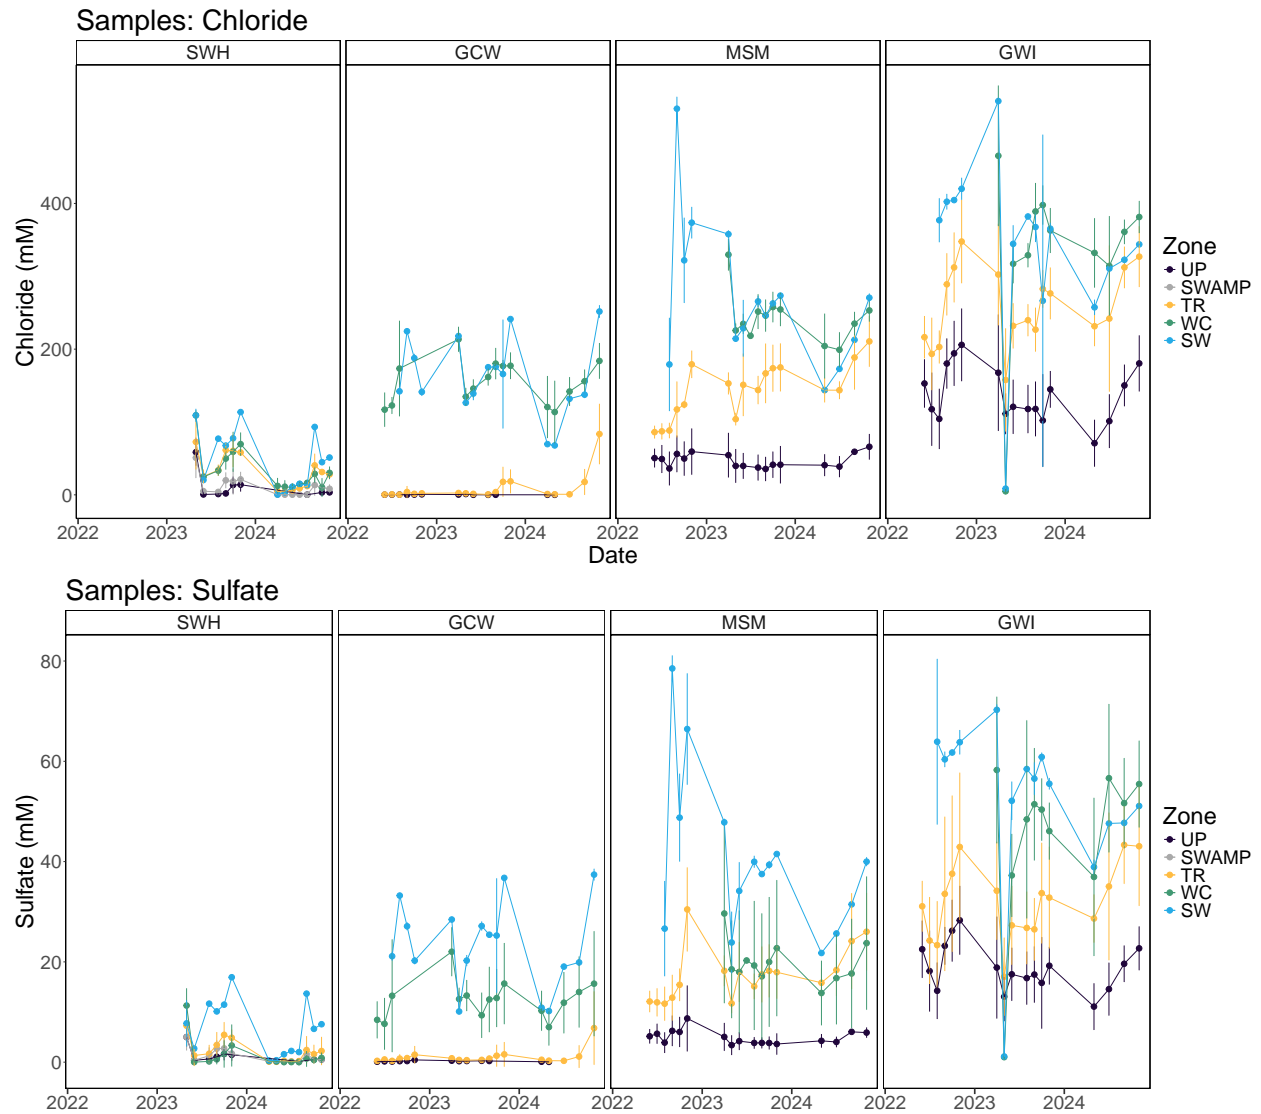 Samples: Chloride
SWH GCW MSM GWI
Chloride (mM)
400
200
0
2022 2023 2024 2022 2023 2024 2022 2023 2024 2022 2023 2024
Date
Zone
UP
SWAMP
TR
WC
SW
Samples: Sulfate
SWH GCW MSM GWI
Sulfate (mM)
80
60
40
20
0
2022 2023 2024 2022 2023 2024 2022 2023 2024 2022 2023 2024
Zone
UP
SWAMP
TR
WC
SW